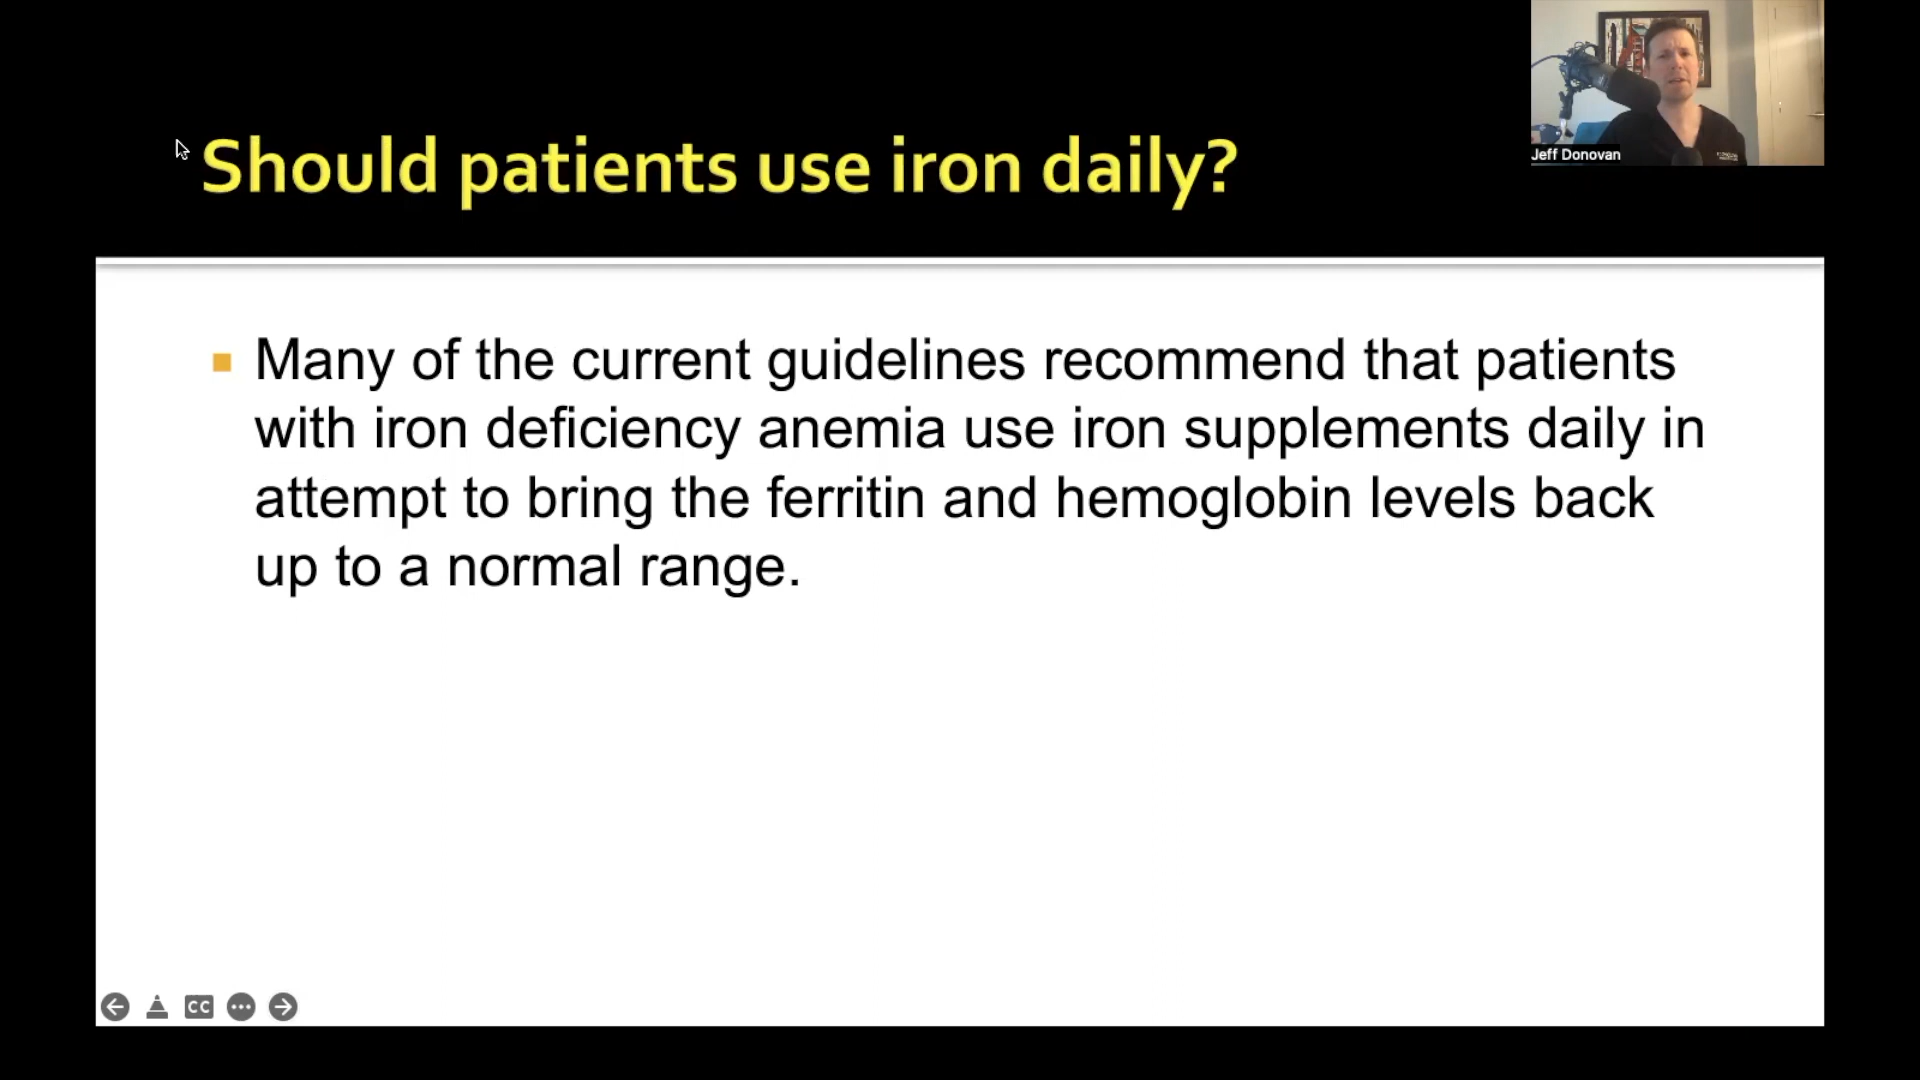 Should patients use iron daily?
Jeff Donovan
Many of the current guidelines recommend that patients
with iron deficiency anemia use iron supplements daily in
attempt to bring the ferritin and hemoglobin levels back
up to a normal range.
CC